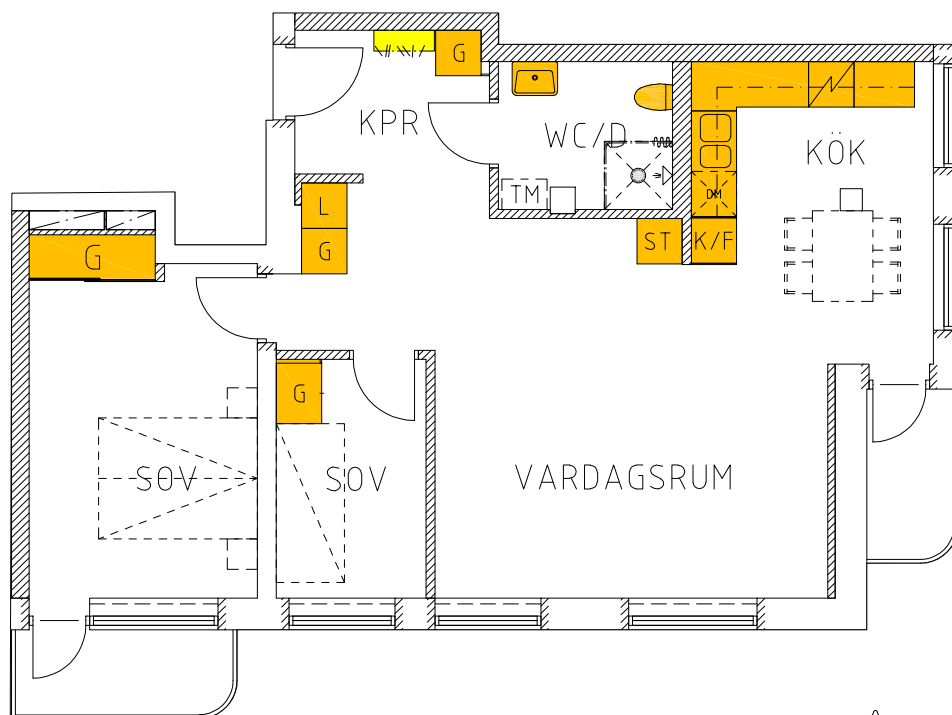 G
KPR
WC/D
KÖK
TM
DM
L
G
ST
K/F
G
G
SOV
SOV
VARDAGSRUM